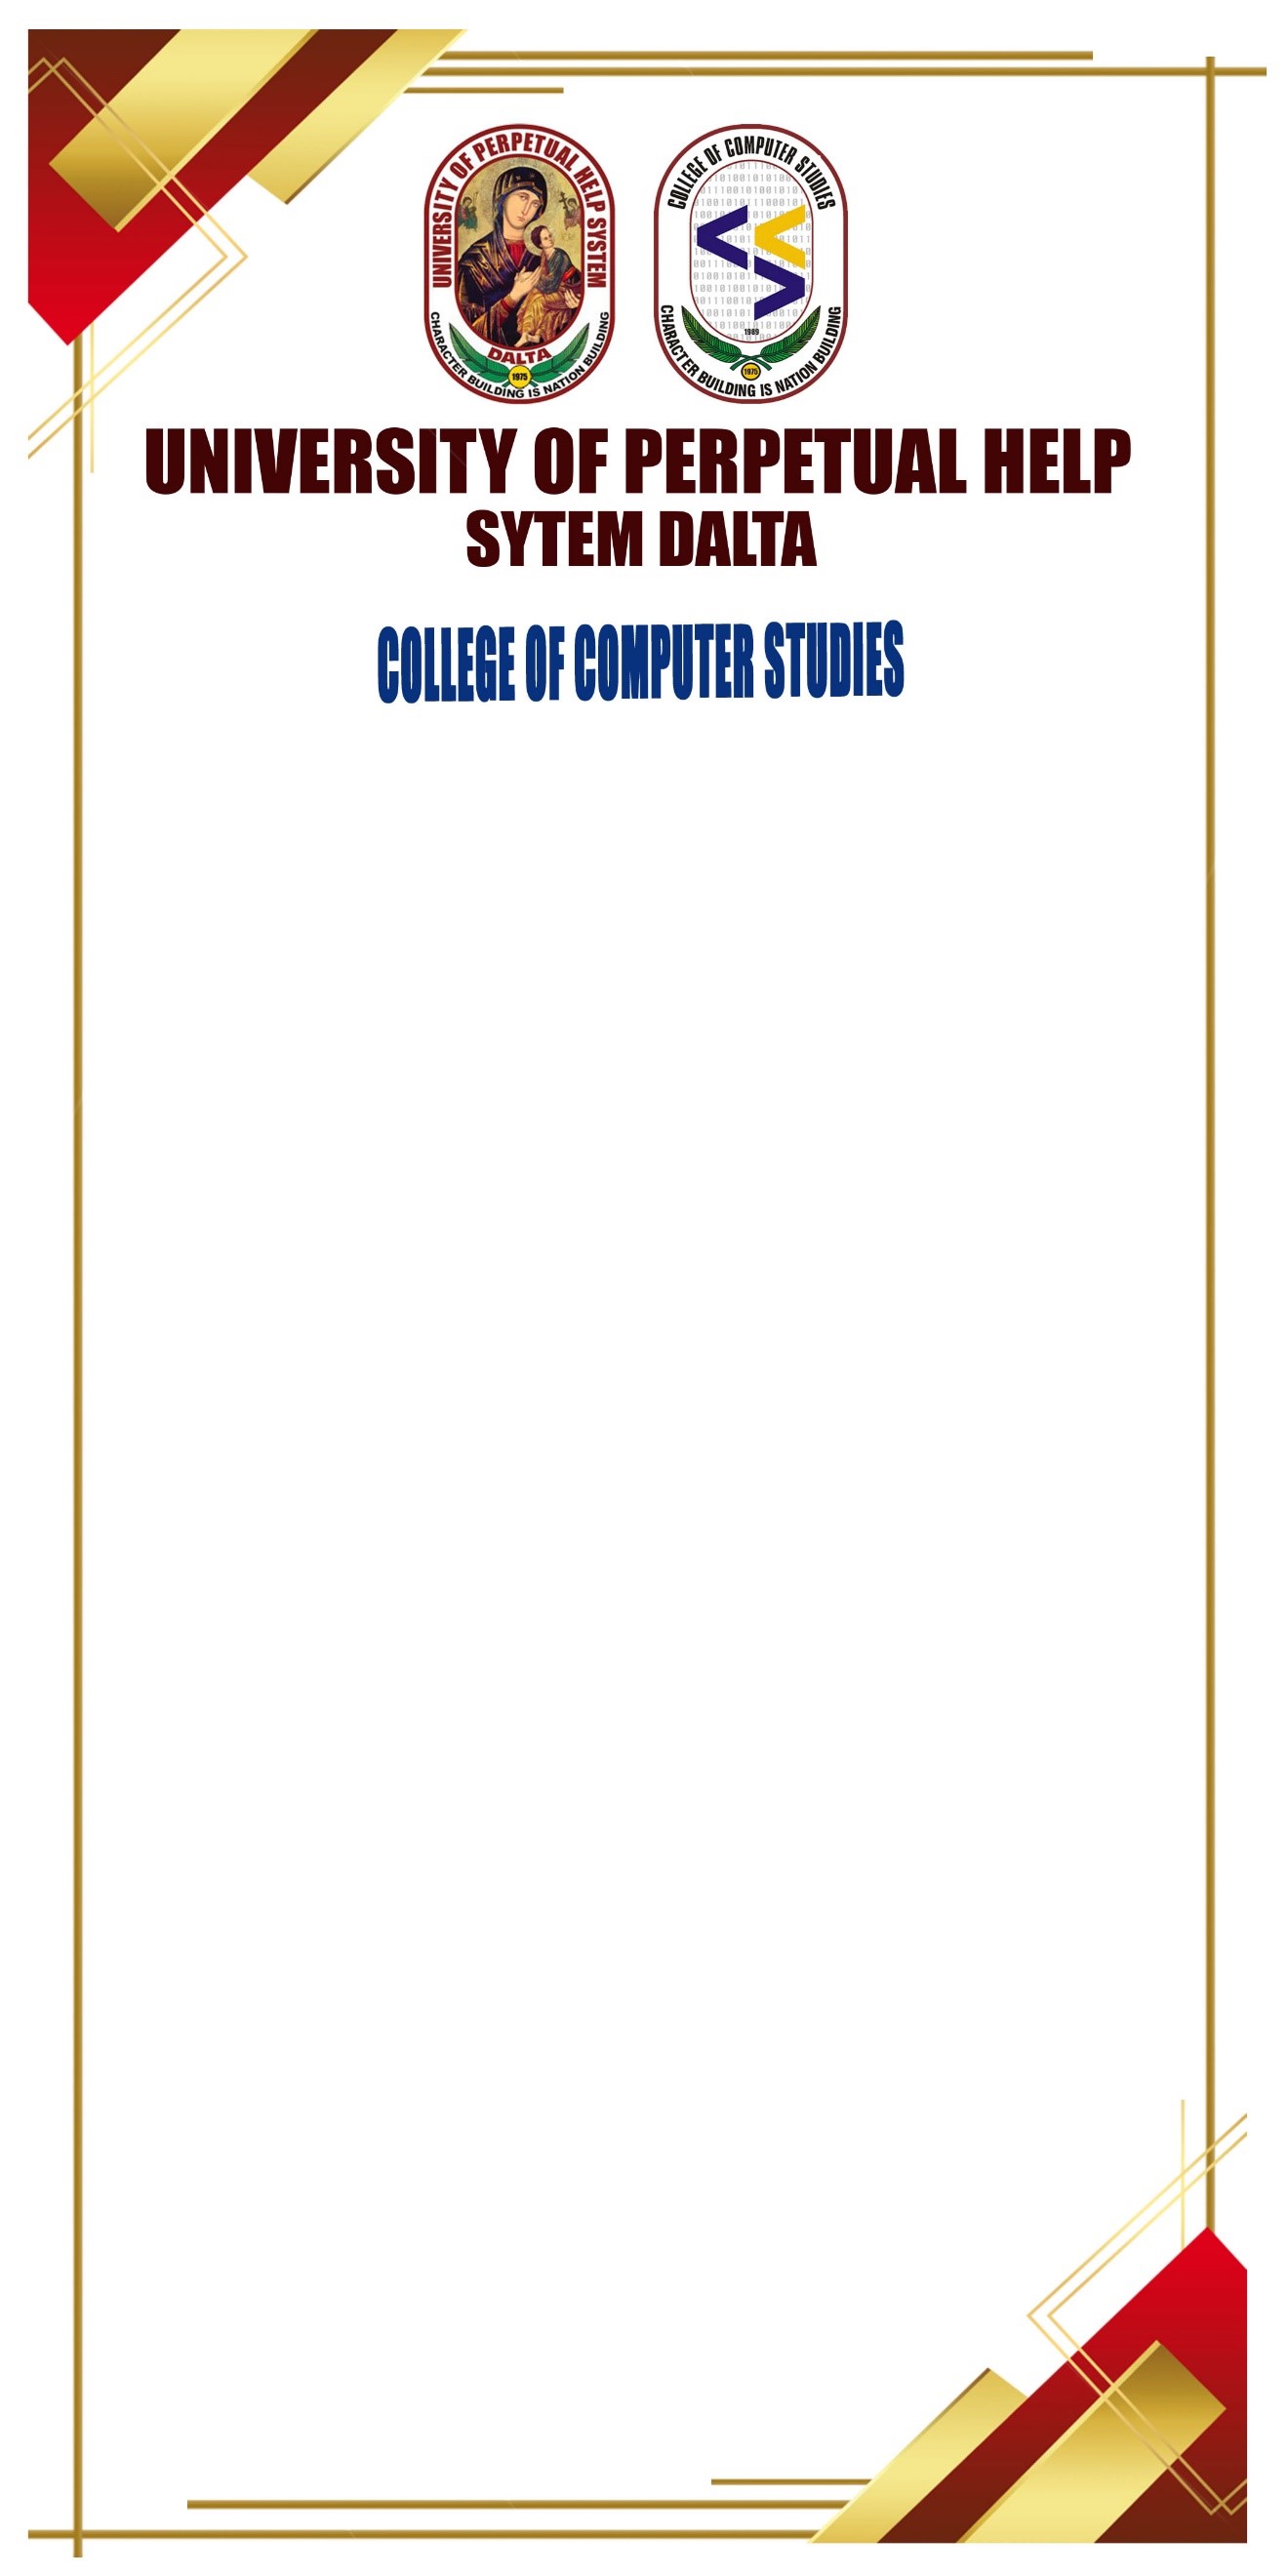 UNIVERSITY OF PERPETUAL HELP SYSTEM
DALTA
1975
CHARACTER BUILDING IS NATION BUILDING
COLLEGE OF COMPUTER STUDIES
1989
1975
CHARACTER BUILDING IS NATION BUILDING
UNIVERSITY OF PERPETUAL HELP
SYTEM DALTA
COLLEGE OF COMPUTER STUDIES